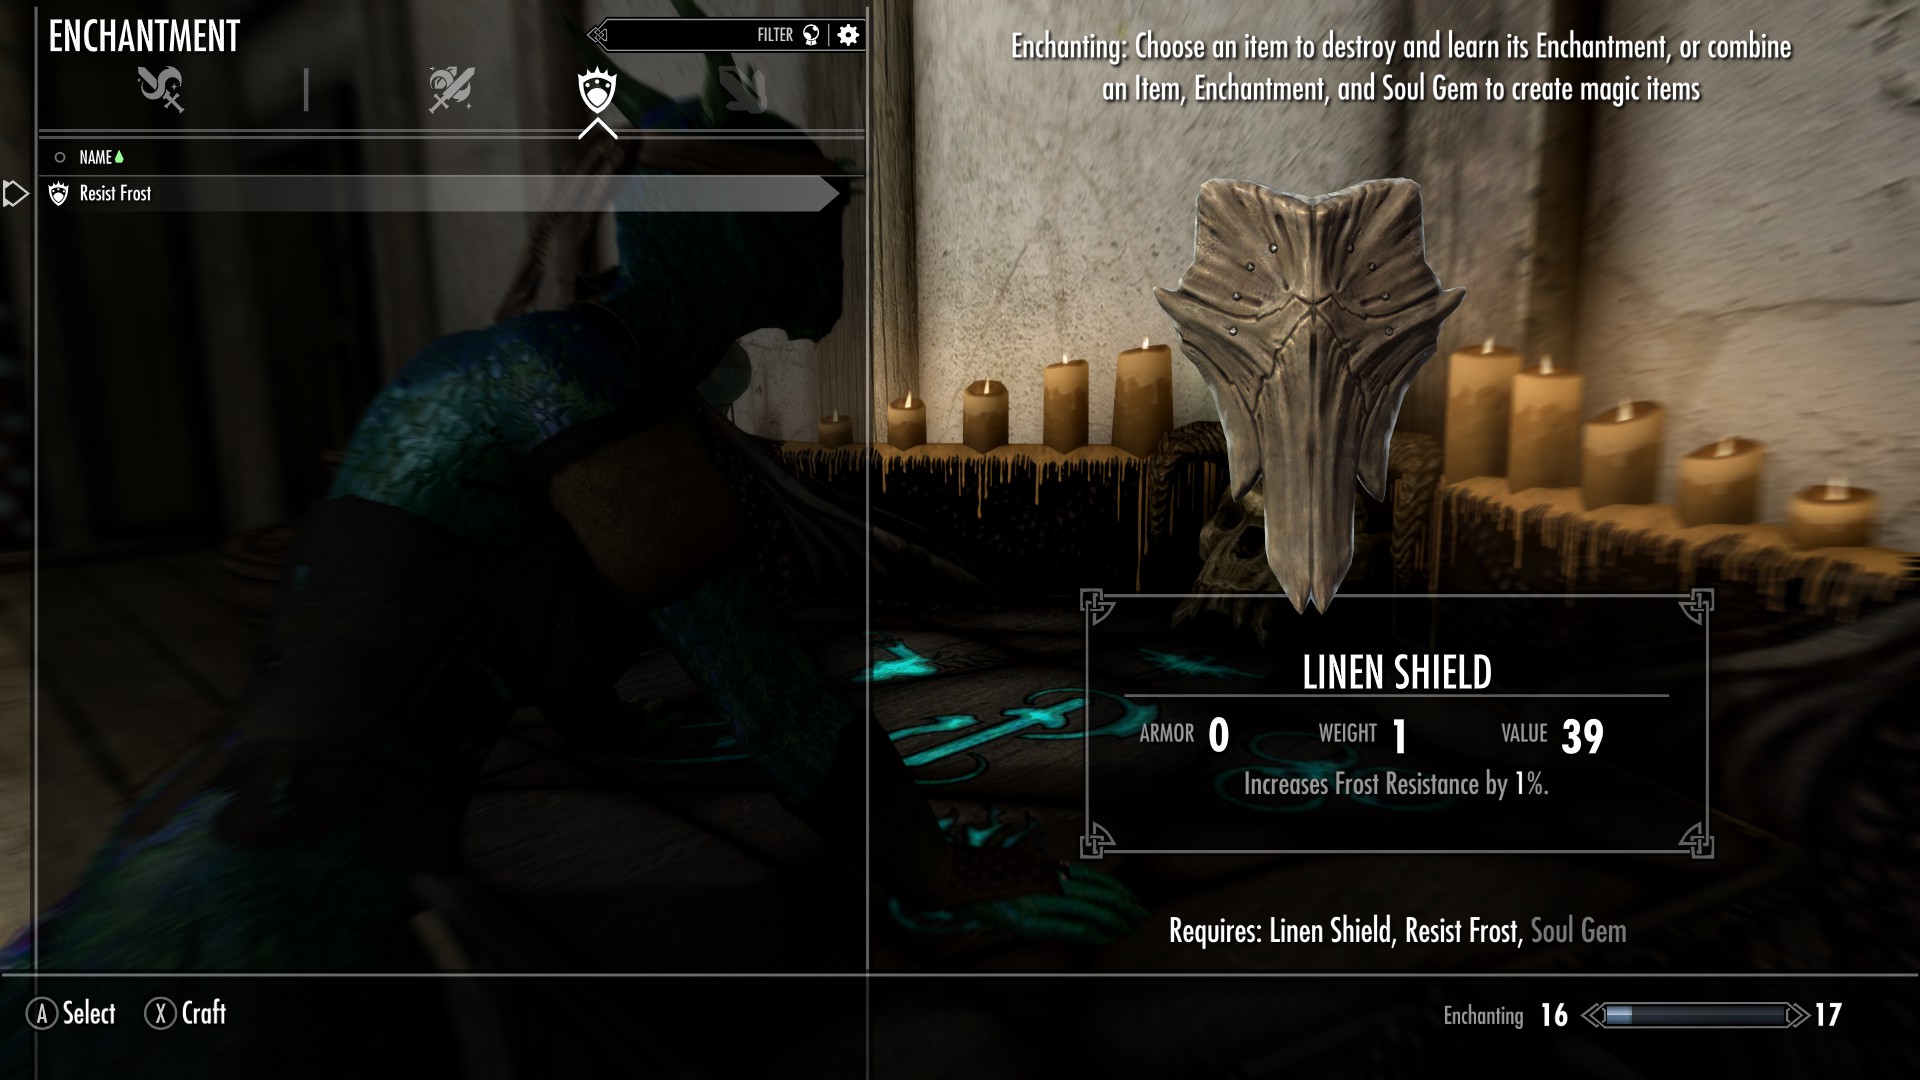 ENCHANTMENT
FILTER
Enchanting: Choose an item to destroy and learn its Enchantment, or combine
an Item, Enchantment, and Soul Gem to create magic items
NAME
Resist Frost
LINEN SHIELD
ARMOR 0 WEIGHT 1 VALUE 39
Increases Frost Resistance by 1%.
Requires: Linen Shield, Resist Frost, Soul Gem
A Select X Craft
Enchanting 16 17